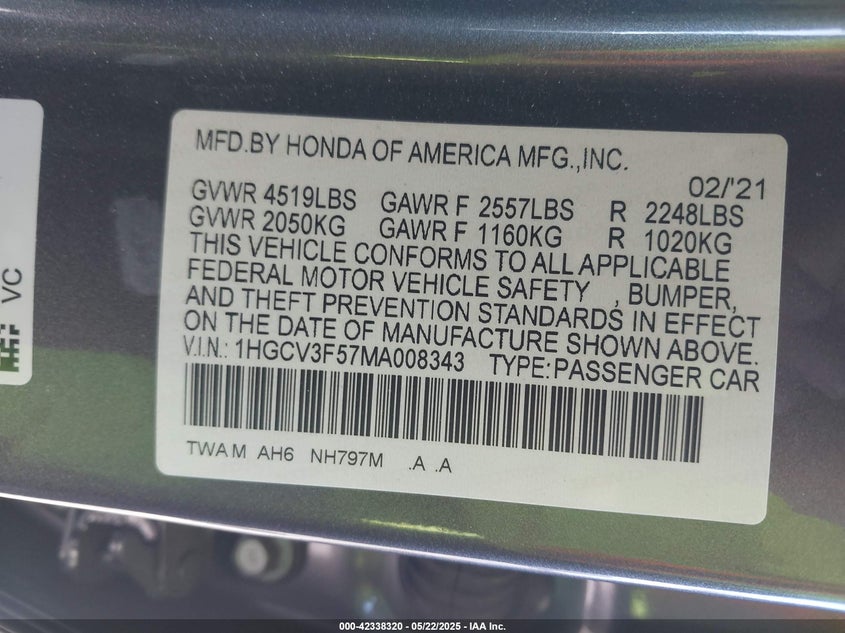 MFD.BY HONDA OF AMERICA MFG.,INC.
02/'21
GVWR 4519LBS GAWR F 2557LBS R 2248LBS
GVWR 2050KG GAWR F 1160KG R 1020KG
THIS VEHICLE CONFORMS TO ALL APPLICABLE
FEDERAL MOTOR VEHICLE SAFETY , BUMPER,
AND THEFT PREVENTION STANDARDS IN EFFECT
ON THE DATE OF MANUFACTURE SHOWN ABOVE.
V.I.N.: 1HGCV3F57MA008343 TYPE:PASSENGER CAR
TWA M AH6 NH797M .A .A
VC
000-42338320 — 05/22/2025 — IAA Inc.